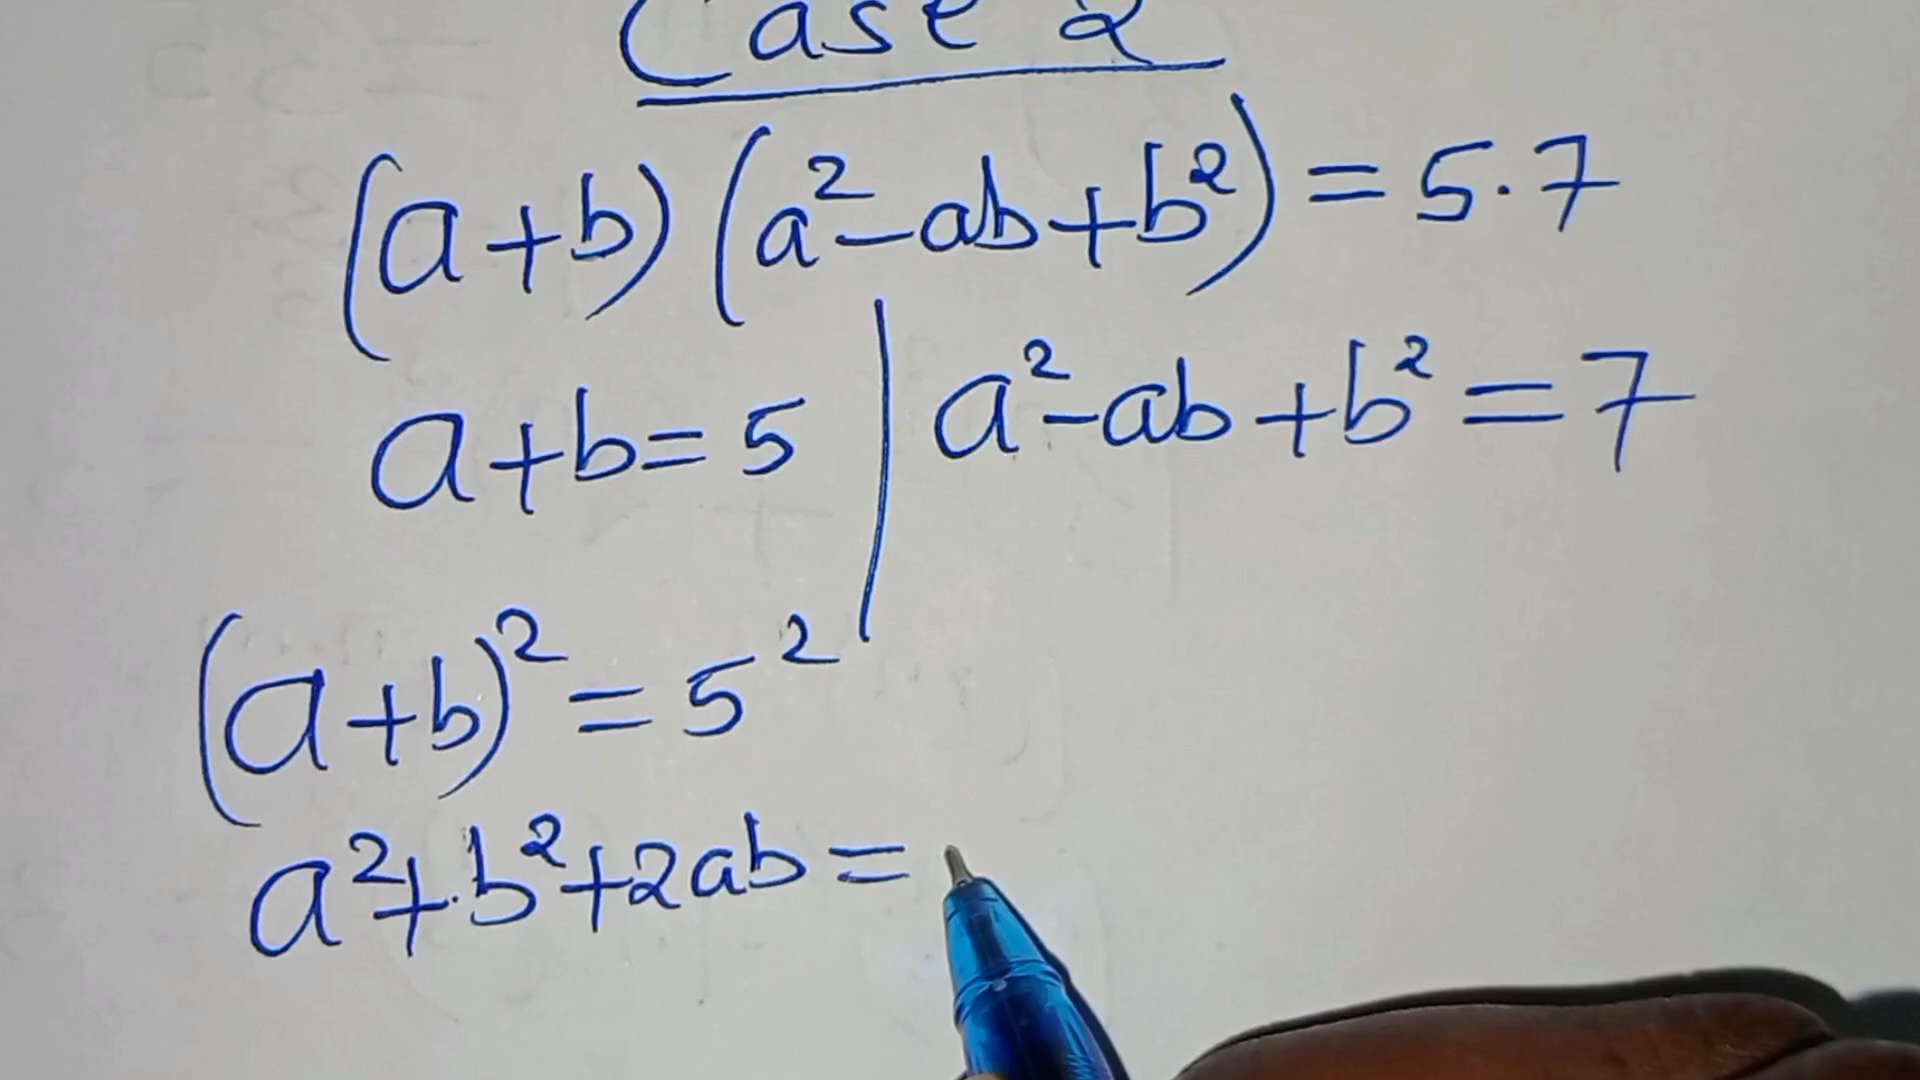 Case 2
(a+b)(a²-ab+b²)=5.7
a+b=5 | a²-ab+b²=7
(a+b)²=5²
a²+b²+2ab=